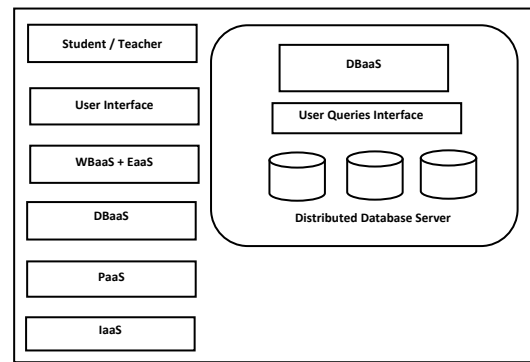 Student / Teacher
User Interface
WBaaS + EaaS
DBaaS
PaaS
IaaS
DBaaS
User Queries Interface
Distributed Database Server